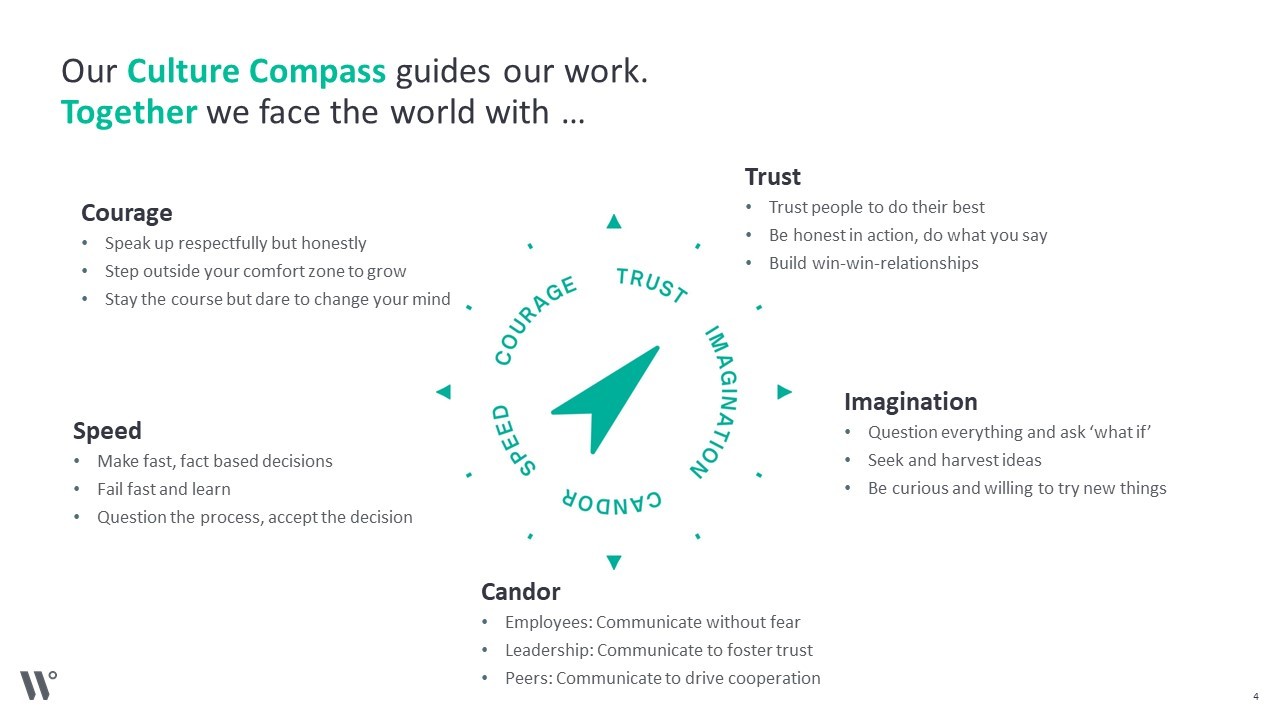 Our Culture Compass guides our work.
Together we face the world with …
Trust
• Trust people to do their best
• Be honest in action, do what you say
• Build win-win-relationships
Courage
• Speak up respectfully but honestly
• Step outside your comfort zone to grow
• Stay the course but dare to change your mind
TRUST
IMAGINATION
CANDOR
SPEED
COURAGE
Imagination
• Question everything and ask ‘what if’
• Seek and harvest ideas
• Be curious and willing to try new things
Speed
• Make fast, fact based decisions
• Fail fast and learn
• Question the process, accept the decision
Candor
• Employees: Communicate without fear
• Leadership: Communicate to foster trust
• Peers: Communicate to drive cooperation
W°
4